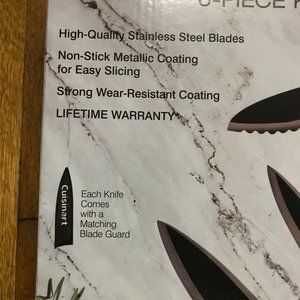 -PIECE
High-Quality Stainless Steel Blades
Non-Stick Metallic Coating
for Easy Slicing
Strong Wear-Resistant Coating
LIFETIME WARRANTY*
Cuisinart
Each Knife
Comes
with a
Matching
Blade Guard